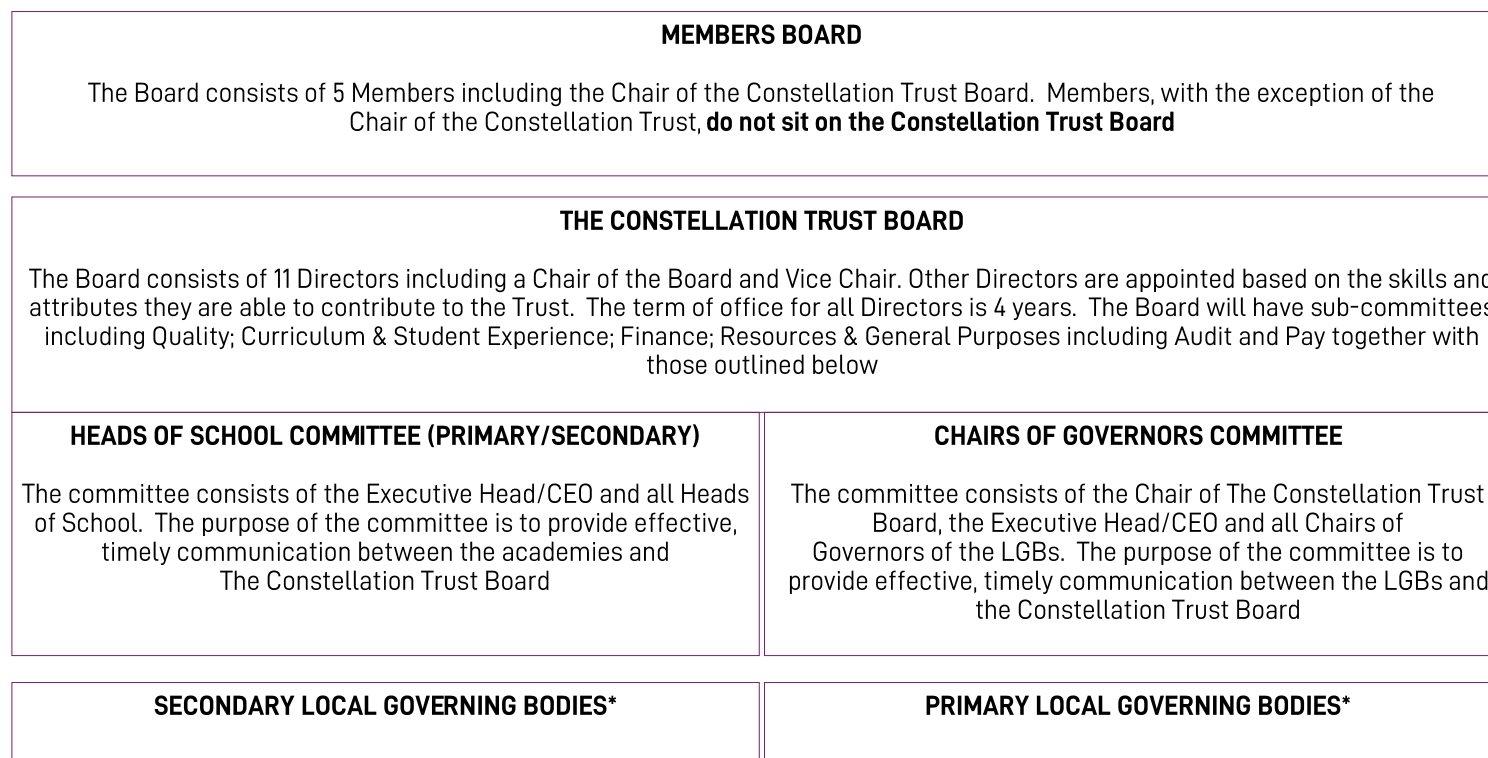 MEMBERS BOARD
The Board consists of 5 Members including the Chair of the Constellation Trust Board.  Members, with the exception of the
Chair of the Constellation Trust, do not sit on the Constellation Trust Board
THE CONSTELLATION TRUST BOARD
The Board consists of 11 Directors including a Chair of the Board and Vice Chair. Other Directors are appointed based on the skills and
attributes they are able to contribute to the Trust.  The term of office for all Directors is 4 years.  The Board will have sub-committees
including Quality; Curriculum & Student Experience; Finance; Resources & General Purposes including Audit and Pay together with
those outlined below
HEADS OF SCHOOL COMMITTEE (PRIMARY/SECONDARY)
The committee consists of the Executive Head/CEO and all Heads
of School.  The purpose of the committee is to provide effective,
timely communication between the academies and
The Constellation Trust Board
CHAIRS OF GOVERNORS COMMITTEE
The committee consists of the Chair of The Constellation Trust
Board, the Executive Head/CEO and all Chairs of
Governors of the LGBs.  The purpose of the committee is to
provide effective, timely communication between the LGBs and
the Constellation Trust Board
SECONDARY LOCAL GOVERNING BODIES*
PRIMARY LOCAL GOVERNING BODIES*